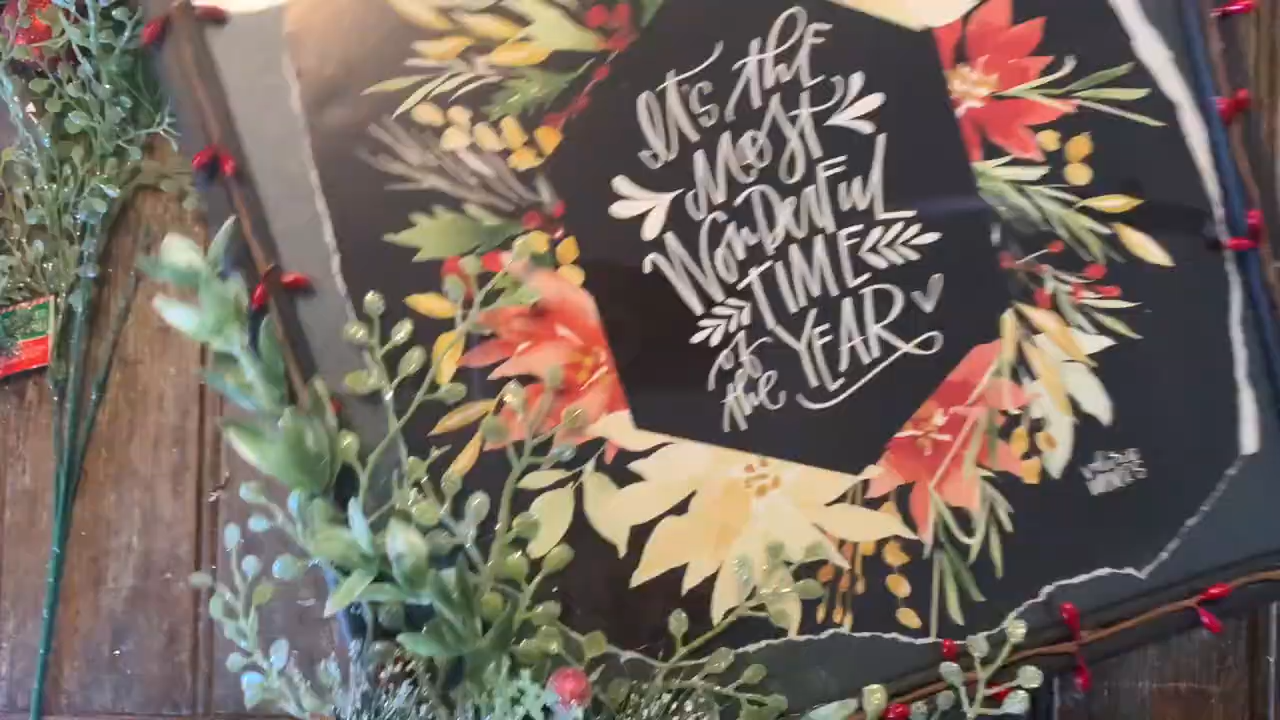 It's the
Most
Wonderful
TIME
of the YEAR